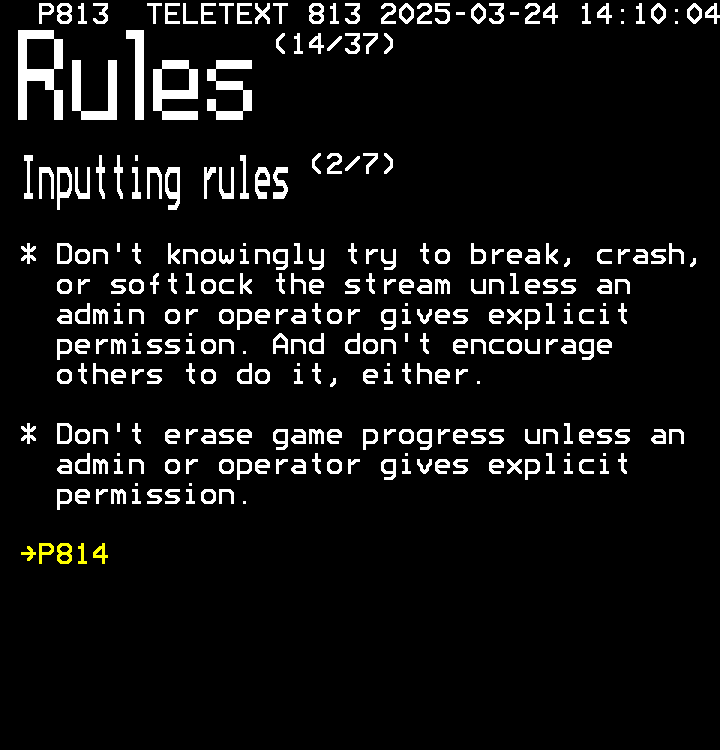 P813 TELETEXT 813 2025-03-24 14:10:04
Rules (14/37)
Inputting rules (2/7)
* Don't knowingly try to break, crash,
or softlock the stream unless an
admin or operator gives explicit
permission. And don't encourage
others to do it, either.
* Don't erase game progress unless an
admin or operator gives explicit
permission.
→P814